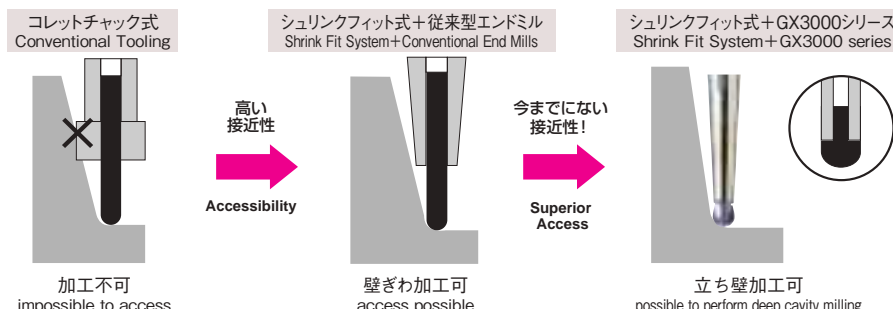 コレットチャック式
Conventional Tooling
シュリンクフィット式＋従来型エンドミル
Shrink Fit System＋Conventional End Mills
シュリンクフィット式＋GX3000シリーズ
Shrink Fit System＋GX3000 series
高い
接近性
Accessibility
今までにない
接近性！
Superior
Access
加工不可
impossible to access
壁ぎわ加工可
access possible
立ち壁加工可
possible to perform deep cavity milling